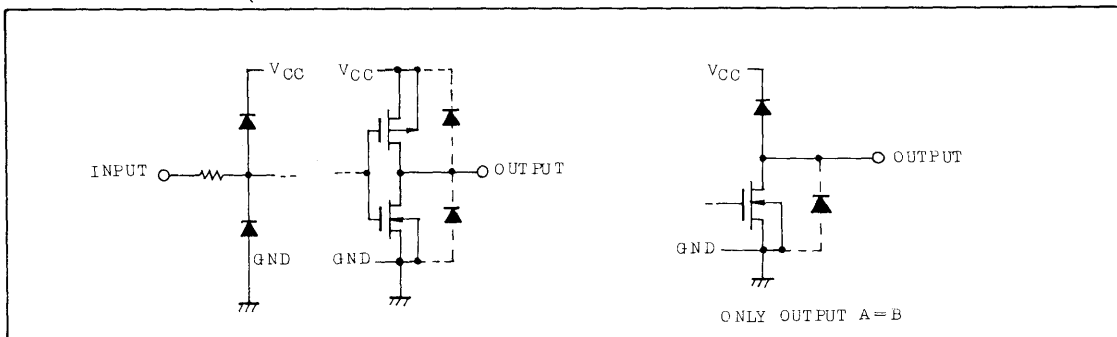 VCC
INPUT
GND
VCC
OUTPUT
GND
VCC
OUTPUT
GND
ONLY OUTPUT A=B